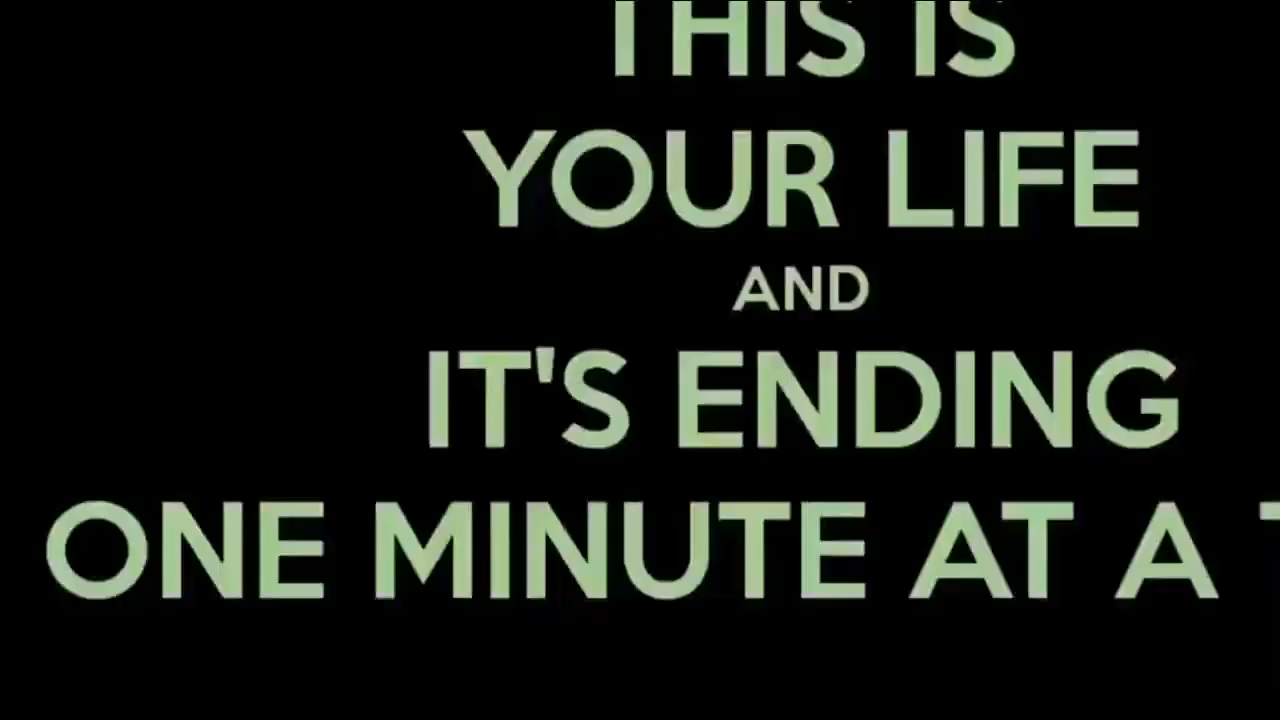 THIS IS
YOUR LIFE
AND
IT'S ENDING
ONE MINUTE AT A